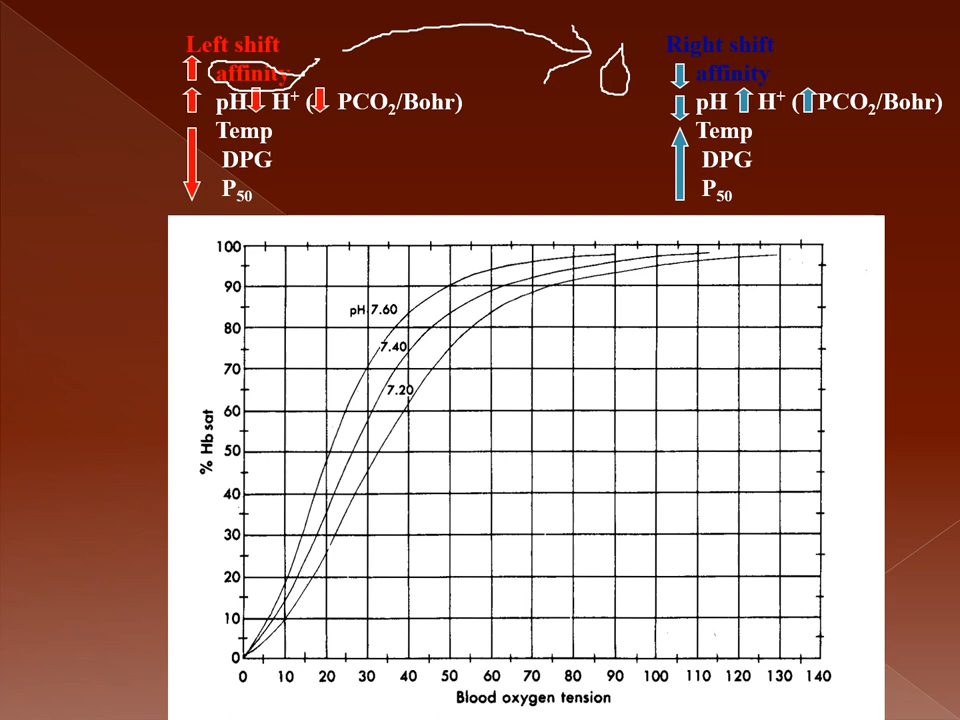 Left shift
affinity
pH H⁺ ( PCO₂/Bohr)
Temp
DPG
P₅₀
Right shift
affinity
pH H⁺ ( PCO₂/Bohr)
Temp
DPG
P₅₀
100
90
80
70
60
50
40
30
20
10
0
% Hb sat
pH 7.60
7.40
7.20
0 10 20 30 40 50 60 70 80 90 100 110 120 130 140
Blood oxygen tension